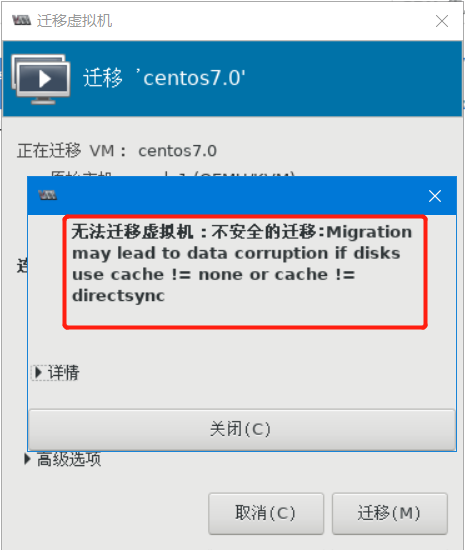 迁移虚拟机
迁移 'centos7.0'
正在迁移 VM： centos7.0
无法迁移虚拟机：不安全的迁移:Migration
may lead to data corruption if disks
use cache != none or cache !=
directsync
详情
关闭(C)
高级选项
取消(C) 迁移(M)